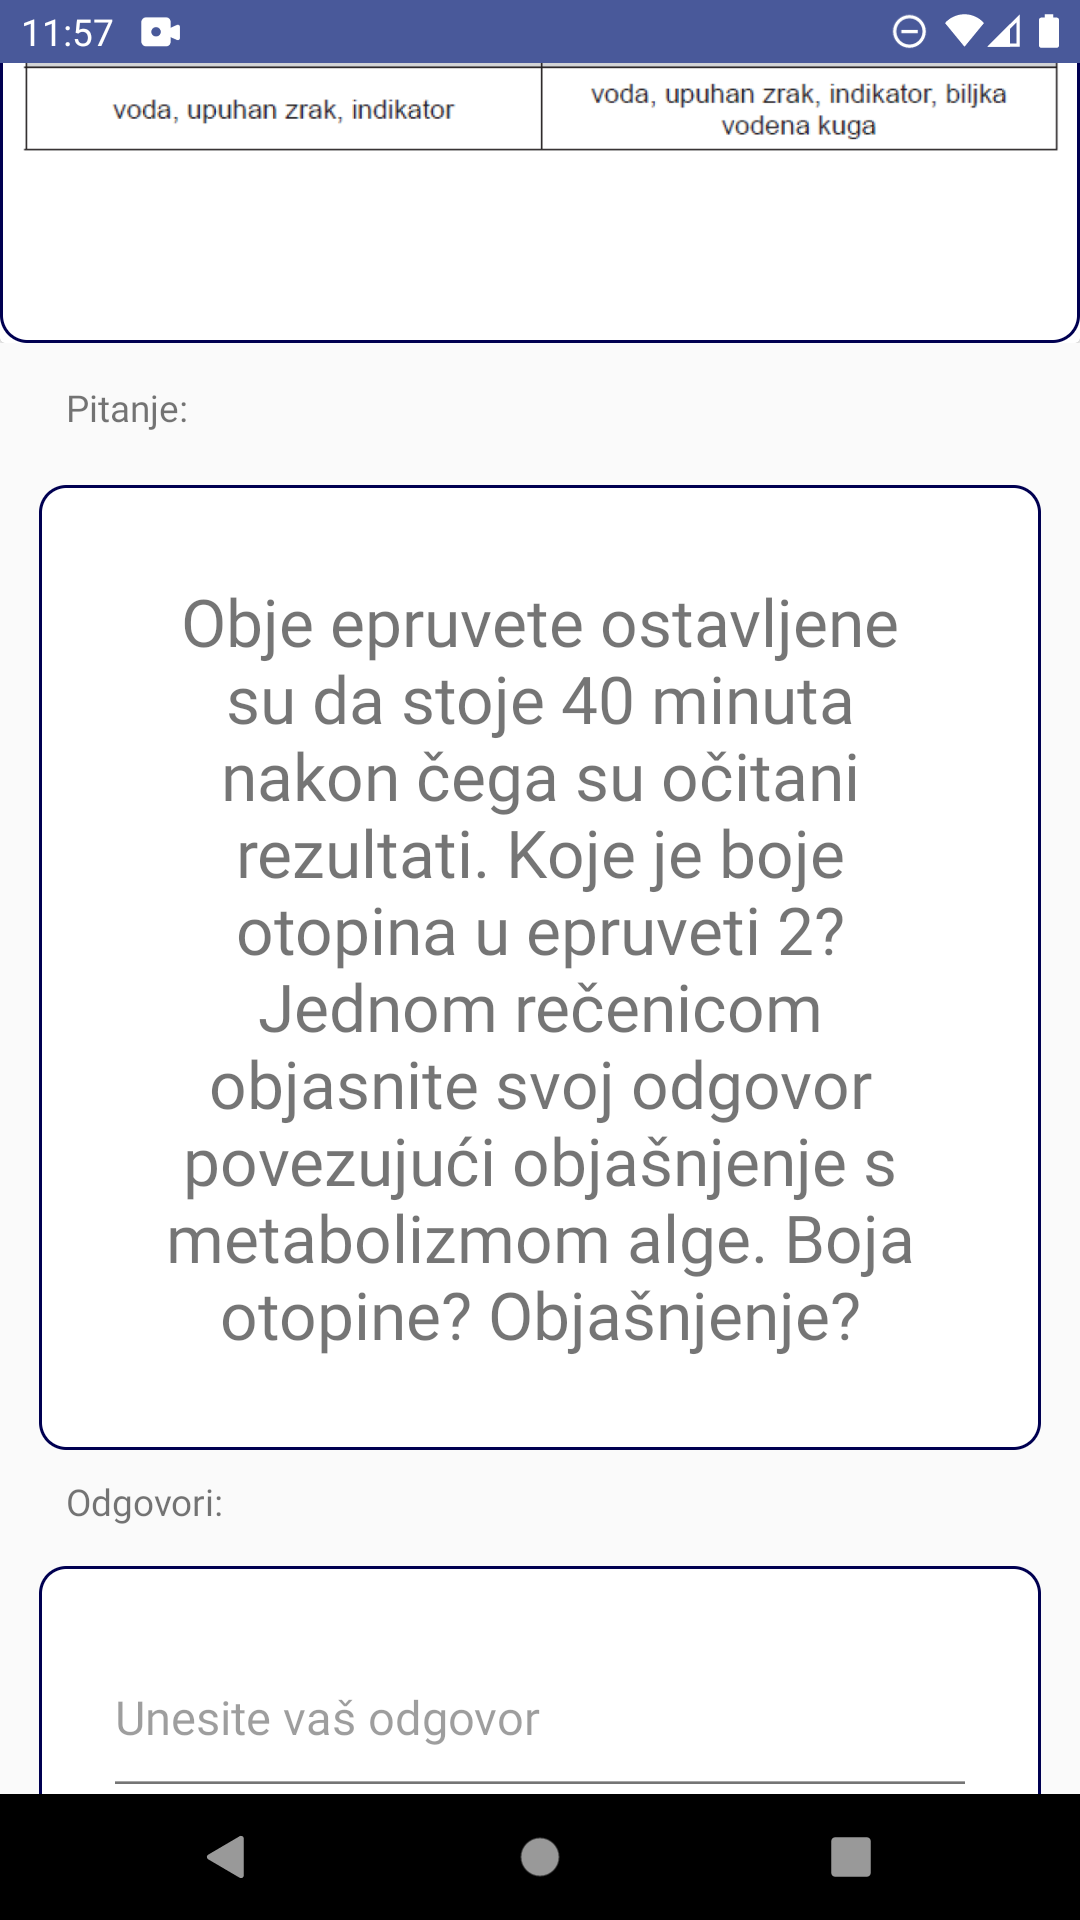 11:57
voda, upuhan zrak, indikator
voda, upuhan zrak, indikator, biljka
vodena kuga
Pitanje:
Obje epruvete ostavljene
su da stoje 40 minuta
nakon čega su očitani
rezultati. Koje je boje
otopina u epruveti 2?
Jednom rečenicom
objasnite svoj odgovor
povezujući objašnjenje s
metabolizmom alge. Boja
otopine? Objašnjenje?
Odgovori:
Unesite vaš odgovor